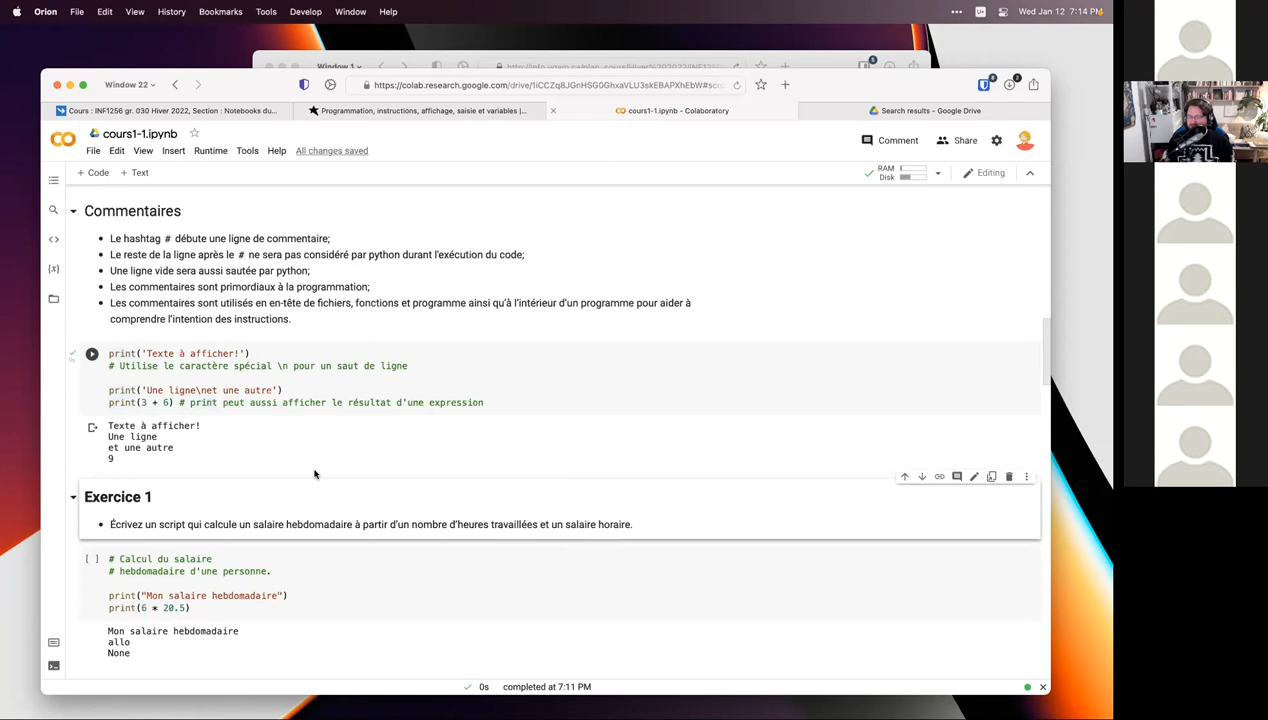 Orion File Edit View History Bookmarks Tools Develop Window Help
Wed Jan 12 7:14 PM
Window 1
Window 22
https://colab.research.google.com/drive/1iCCZq8JGnHSG0GhxaVLU3skEBAPXhEbW#scro
Cours : INF1256 gr. 030 Hiver 2022, Section : Notebooks du...
Programmation, instructions, affichage, saisie et variables |...
cours1-1.ipynb - Colaboratory
Search results - Google Drive
cours1-1.ipynb
Comment
Share
File Edit View Insert Runtime Tools Help All changes saved
+ Code + Text
RAM
Disk
Editing
Commentaires
Le hashtag # débute une ligne de commentaire;
Le reste de la ligne après le # ne sera pas considéré par python durant l'exécution du code;
Une ligne vide sera aussi sautée par python;
Les commentaires sont primordiaux à la programmation;
Les commentaires sont utilisés en en-tête de fichiers, fonctions et programme ainsi qu'à l'intérieur d'un programme pour aider à
comprendre l'intention des instructions.
print('Texte à afficher!')
# Utilise le caractère spécial \n pour un saut de ligne
print('Une ligne\net une autre')
print(3 + 6) # print peut aussi afficher le résultat d'une expression
Texte à afficher!
Une ligne
et une autre
9
Exercice 1
Écrivez un script qui calcule un salaire hebdomadaire à partir d'un nombre d'heures travaillées et un salaire horaire.
[ ] # Calcul du salaire
# hebdomadaire d'une personne.
print("Mon salaire hebdomadaire")
print(6 * 20.5)
Mon salaire hebdomadaire
allo
None
0s completed at 7:11 PM